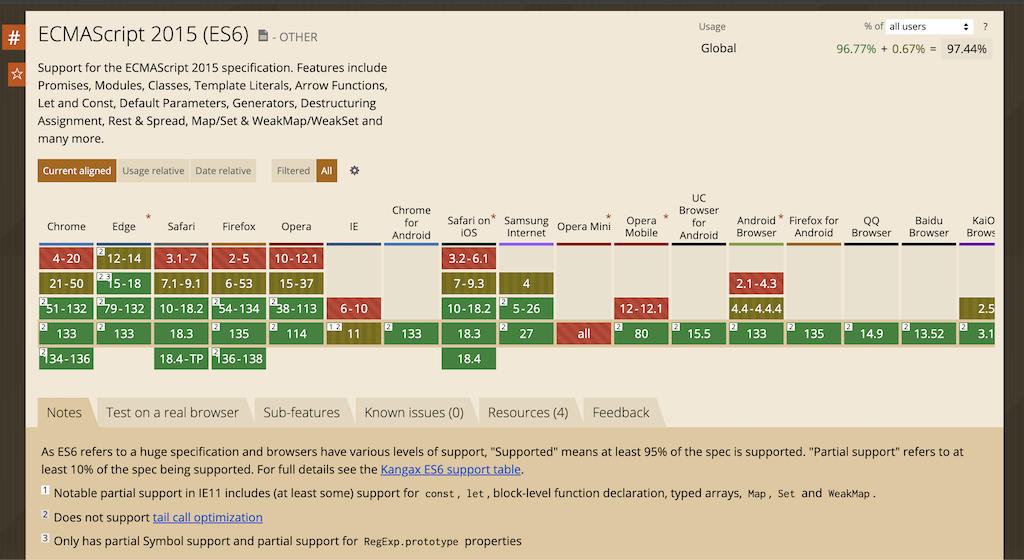 #
ECMAScript 2015 (ES6) - OTHER
Usage % of all users ?
Global 96.77% + 0.67% = 97.44%
☆
Support for the ECMAScript 2015 specification. Features include
Promises, Modules, Classes, Template Literals, Arrow Functions,
Let and Const, Default Parameters, Generators, Destructuring
Assignment, Rest & Spread, Map/Set & WeakMap/WeakSet and
many more.
Current aligned Usage relative Date relative Filtered All
Chrome Edge * Safari Firefox Opera IE Chrome for Android Safari on iOS * Samsung Internet Opera Mini * Opera Mobile * UC Browser for Android Android Browser * Firefox for Android QQ Browser Baidu Browser KaiO Brows
4-20 2 12-14 3.1-7 2-5 10-12.1 3.2-6.1
21-50 2 3 15-18 7.1-9.1 6-53 15-37 7-9.3 4 2.1-4.3
2 51-132 2 79-132 10-18.2 2 54-134 2 38-113 6-10 10-18.2 2 5-26 12-12.1 4.4-4.4.4 2.5
2 133 2 133 18.3 2 135 2 114 1 2 11 2 133 18.3 2 27 all 2 80 2 15.5 2 133 2 135 2 14.9 2 13.52 2 3.1
2 134-136 18.4-TP 2 136-138 18.4
Notes Test on a real browser Sub-features Known issues (0) Resources (4) Feedback
As ES6 refers to a huge specification and browsers have various levels of support, "Supported" means at least 95% of the spec is supported. "Partial support" refers to at
least 10% of the spec being supported. For full details see the Kangax ES6 support table.
1 Notable partial support in IE11 includes (at least some) support for const, let, block-level function declaration, typed arrays, Map, Set and WeakMap.
2 Does not support tail call optimization
3 Only has partial Symbol support and partial support for RegExp.prototype properties